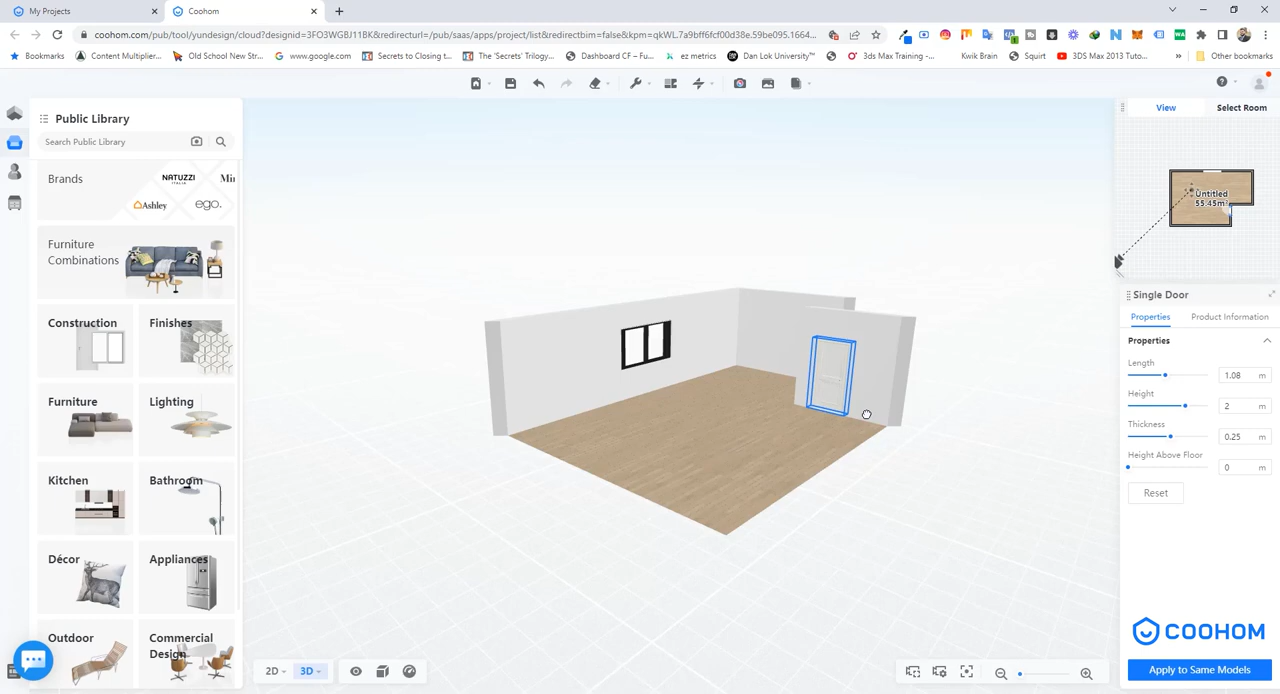 My Projects
Coohom
coohom.com/pub/tool/yundesign/cloud?designid=3FO3WGBJ11BK&redirecturl=/pub/saas/apps/project/list&redirectbim=false&kpm=qkWL.7a9bff6fcf00d38e.59be095.1664...
Bookmarks
Content Multiplier...
Old School New Str...
www.google.com
Secrets to Closing t...
The 'Secrets' Trilogy...
Dashboard CF – Fu...
ez metrics
Dan Lok University™
3ds Max Training -...
Kwik Brain
Squirt
3DS Max 2013 Tuto...
Other bookmarks
Public Library
Search Public Library
Brands
NATUZZI
ITALIA
Ashley
ego.
Furniture
Combinations
Construction
Finishes
Furniture
Lighting
Kitchen
Bathroom
Décor
Appliances
Outdoor
Commercial
Design
2D
3D
View
Select Room
Untitled
55.45m²
Single Door
Properties
Product Information
Properties
Length
1.08 m
Height
2 m
Thickness
0.25 m
Height Above Floor
0 m
Reset
COOHOM
Apply to Same Models